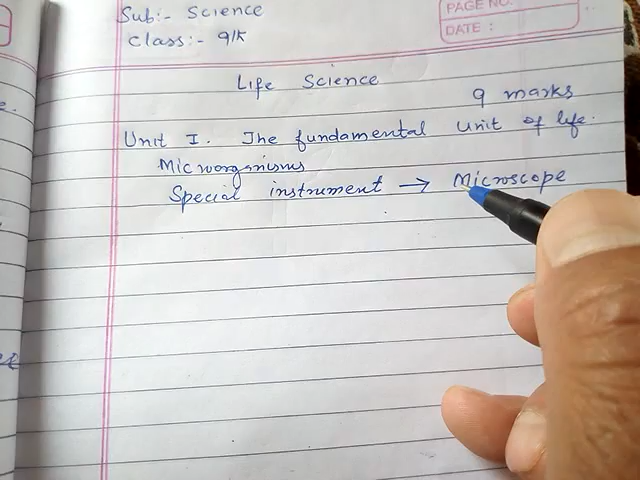 Sub:- Science
PAGE NO.
Class:- 9th
DATE :
Life Science
9 marks
Unit I. The fundamental unit of life.
Microorganisms
Special instrument → Microscope